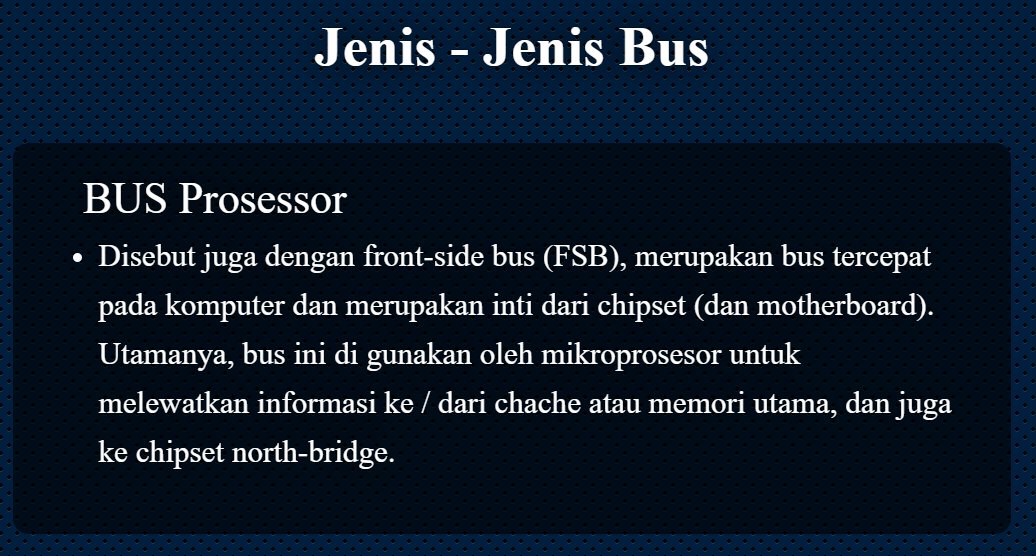 Jenis - Jenis Bus
BUS Prosessor
• Disebut juga dengan front-side bus (FSB), merupakan bus tercepat
pada komputer dan merupakan inti dari chipset (dan motherboard).
Utamanya, bus ini di gunakan oleh mikroprosesor untuk
melewatkan informasi ke / dari chache atau memori utama, dan juga
ke chipset north-bridge.